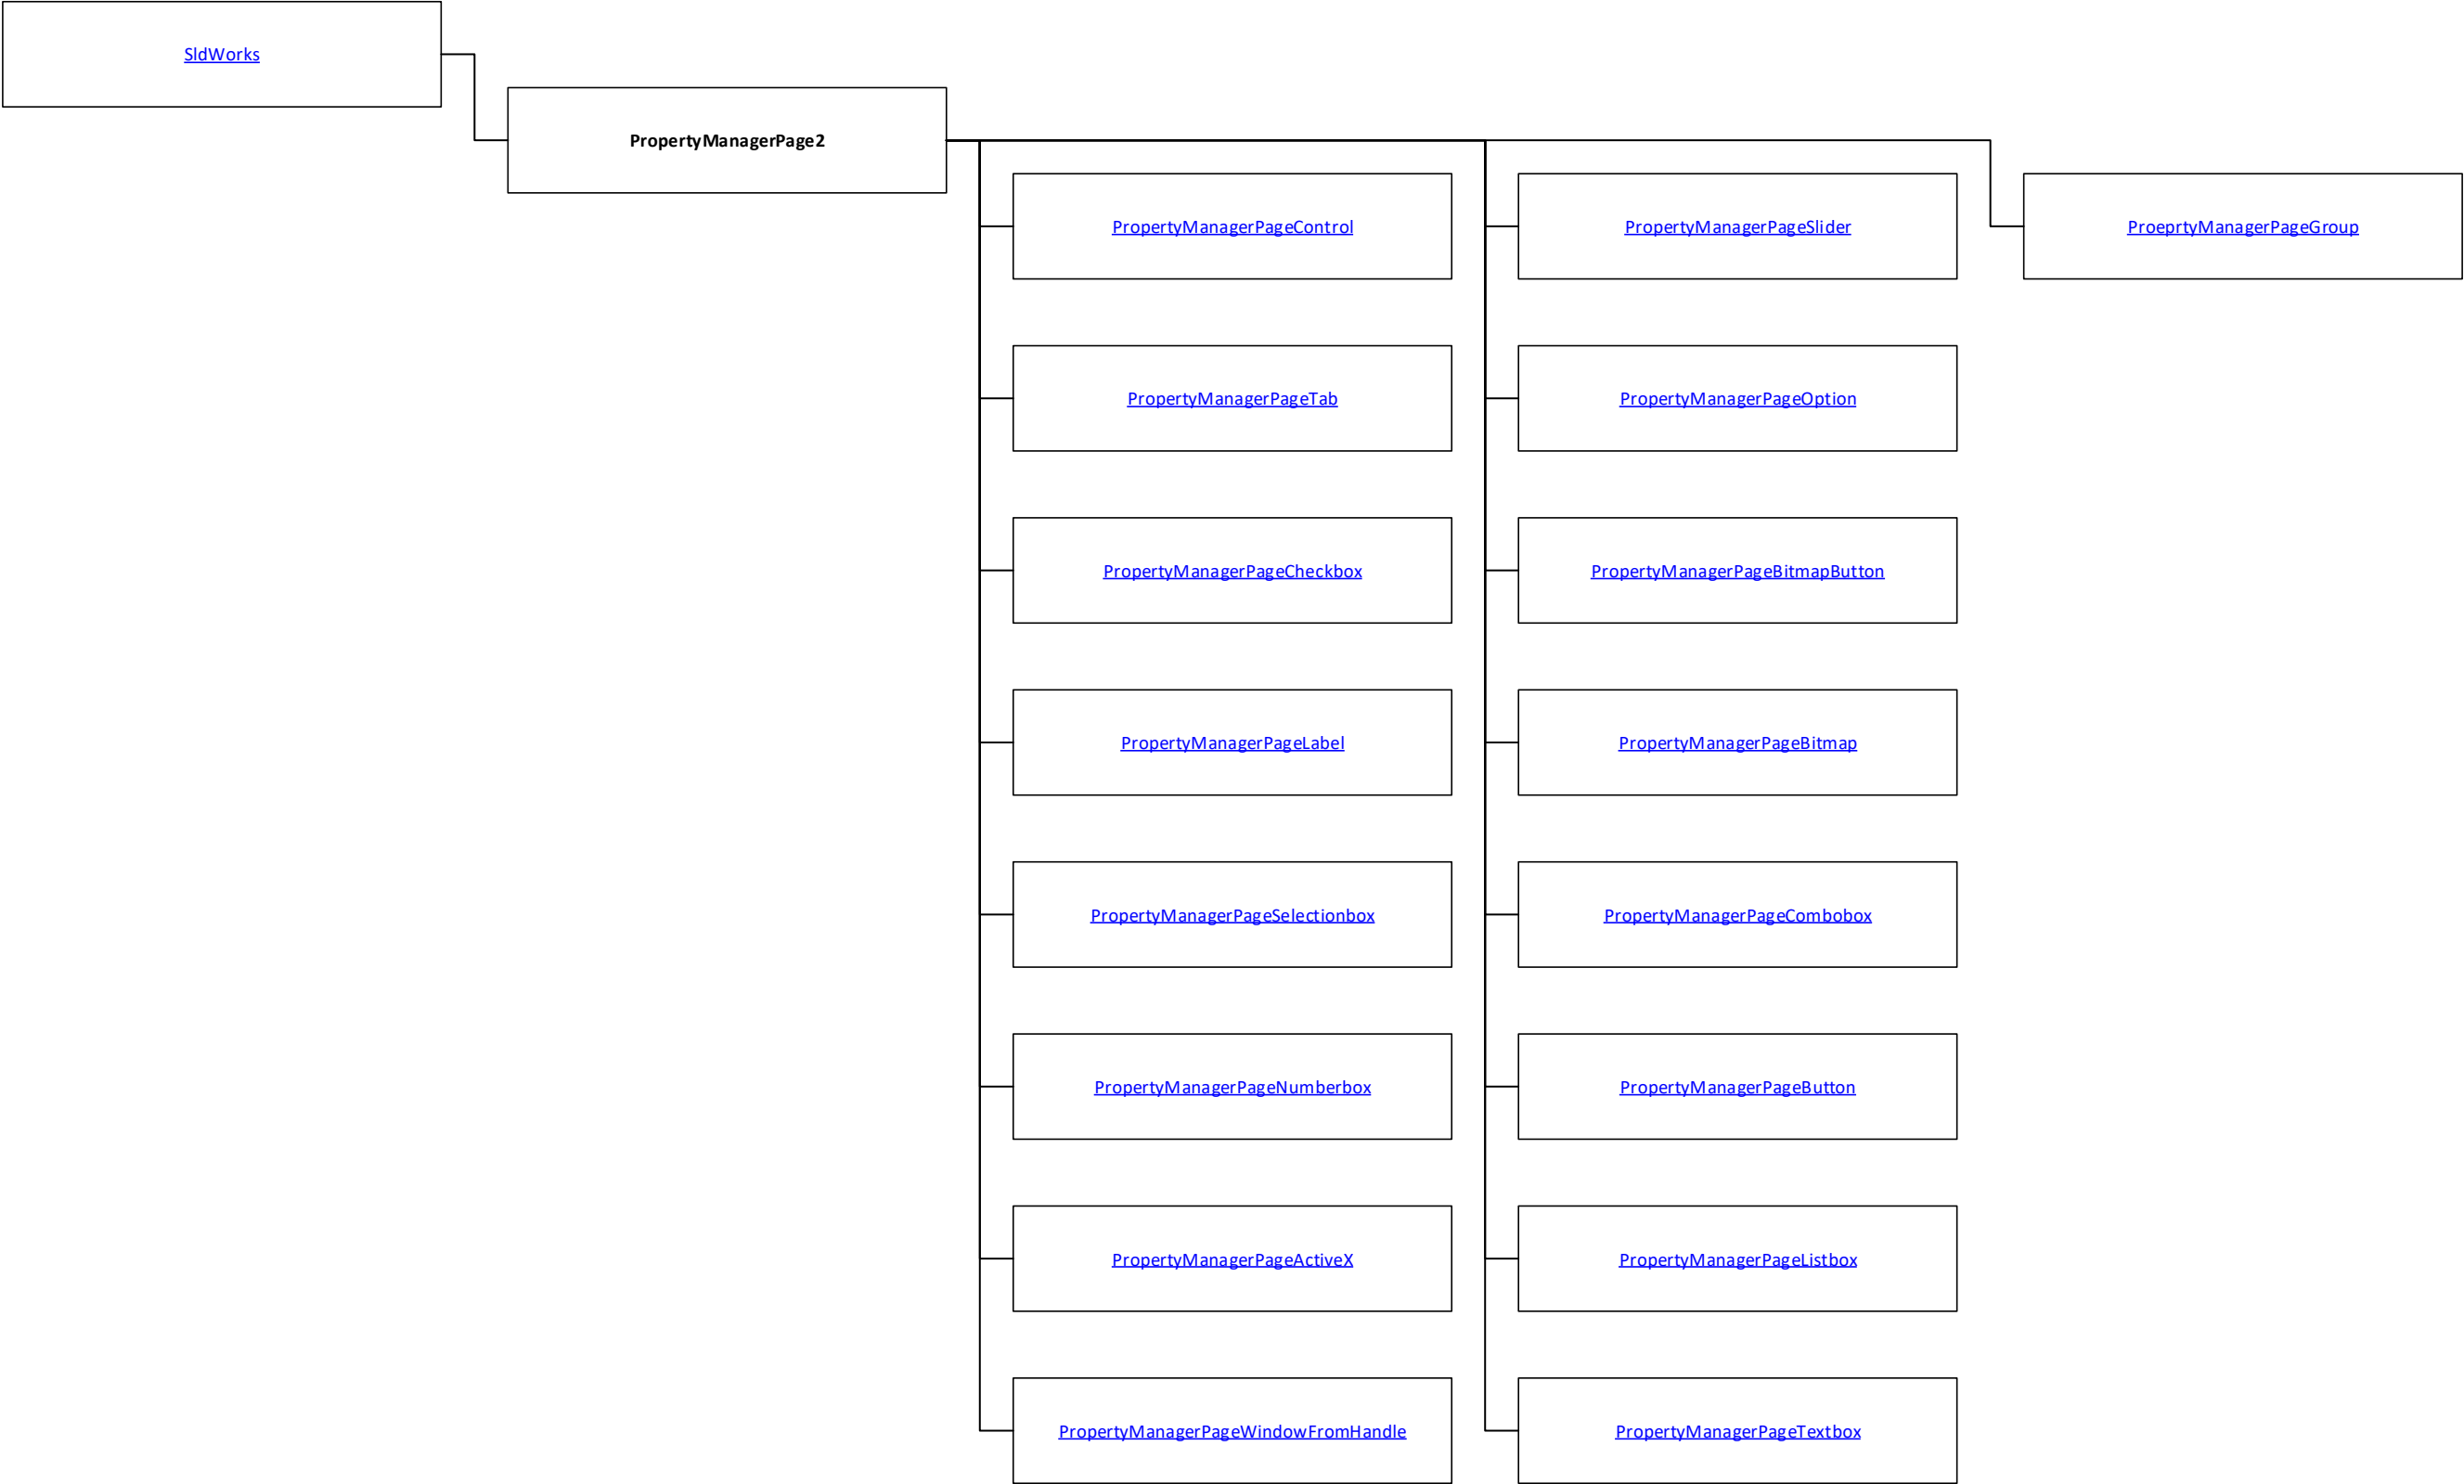 SldWorks
PropertyManagerPage2
PropertyManagerPageControl
PropertyManagerPageSlider
ProeprtyManagerPageGroup
PropertyManagerPageTab
PropertyManagerPageOption
PropertyManagerPageCheckbox
PropertyManagerPageBitmapButton
PropertyManagerPageLabel
PropertyManagerPageBitmap
PropertyManagerPageSelectionbox
PropertyManagerPageCombobox
PropertyManagerPageNumberbox
PropertyManagerPageButton
PropertyManagerPageActiveX
PropertyManagerPageListbox
PropertyManagerPageWindowFromHandle
PropertyManagerPageTextbox